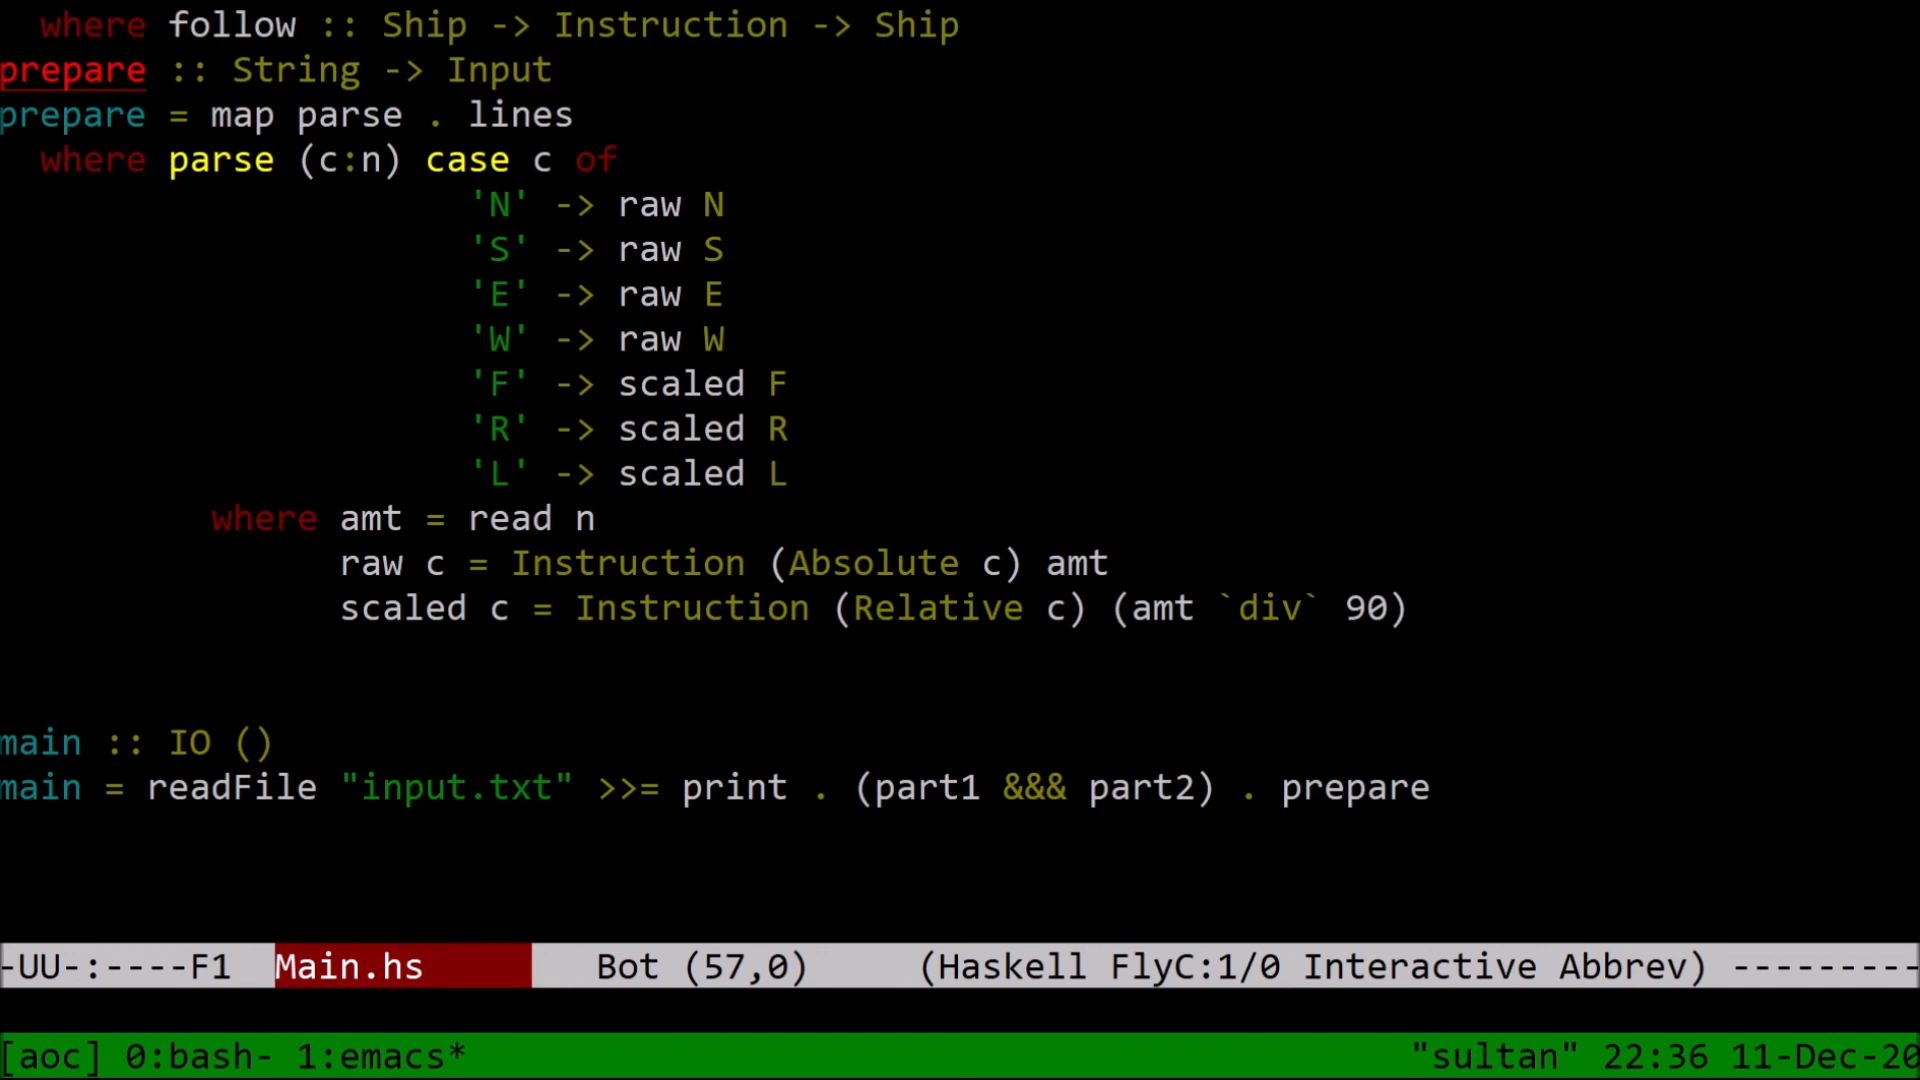 where follow :: Ship -> Instruction -> Ship
prepare :: String -> Input
prepare = map parse . lines
where parse (c:n) case c of
'N' -> raw N
'S' -> raw S
'E' -> raw E
'W' -> raw W
'F' -> scaled F
'R' -> scaled R
'L' -> scaled L
where amt = read n
raw c = Instruction (Absolute c) amt
scaled c = Instruction (Relative c) (amt `div` 90)
main :: IO ()
main = readFile "input.txt" >>= print . (part1 &&& part2) . prepare
-UU-:----F1 Main.hs Bot (57,0) (Haskell FlyC:1/0 Interactive Abbrev) ---------
[aoc] 0:bash- 1:emacs* "sultan" 22:36 11-Dec-20